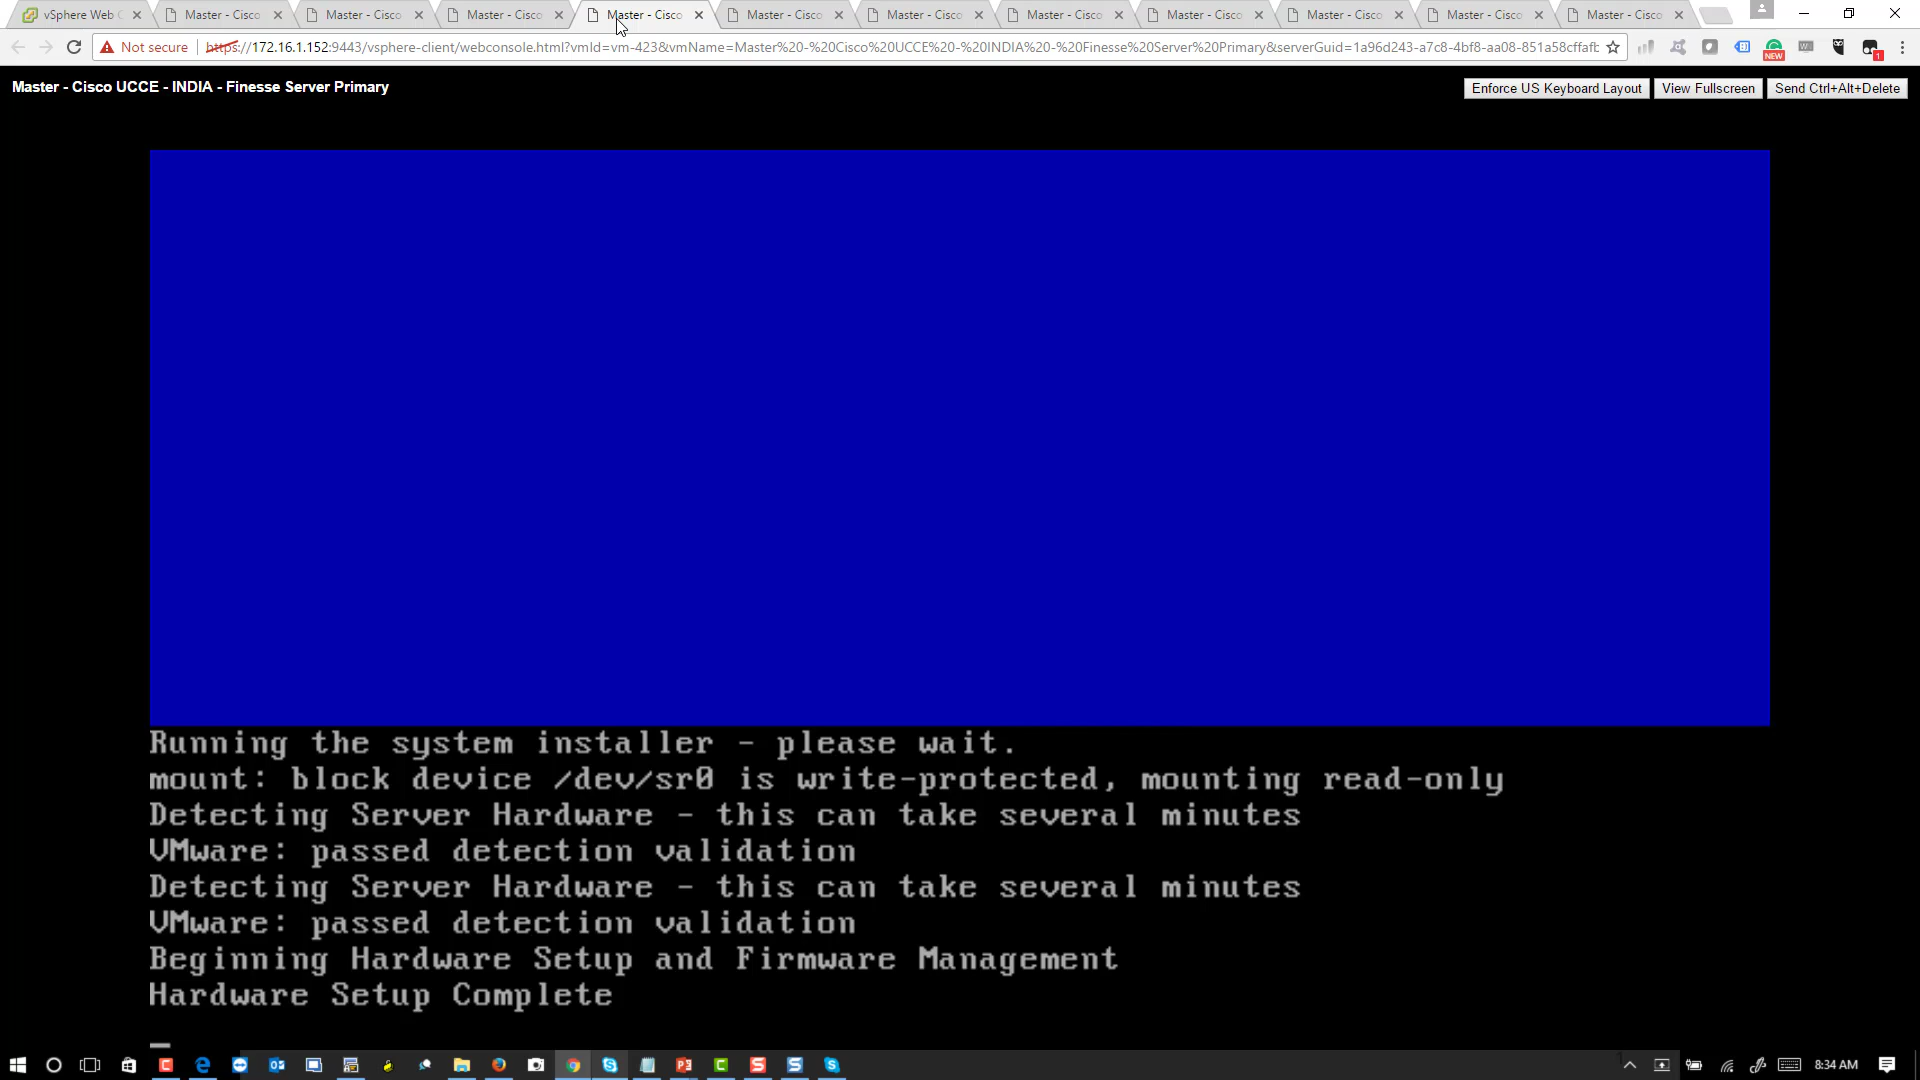 vSphere Web C
Master - Cisco
Master - Cisco
Master - Cisco
Master - Cisco
Master - Cisco
Master - Cisco
Master - Cisco
Master - Cisco
Master - Cisco
Master - Cisco
Master - Cisco
Not secure
https://172.16.1.152:9443/vsphere-client/webconsole.html?vmId=vm-423&vmName=Master%20-%20Cisco%20UCCE%20-%20INDIA%20-%20Finesse%20Server%20Primary&serverGuid=1a96d243-a7c8-4bf8-aa08-851a58cffaft
NEW
1
Master - Cisco UCCE - INDIA - Finesse Server Primary
Enforce US Keyboard Layout
View Fullscreen
Send Ctrl+Alt+Delete
Running the system installer - please wait.
mount: block device /dev/sr0 is write-protected, mounting read-only
Detecting Server Hardware - this can take several minutes
VMware: passed detection validation
Detecting Server Hardware - this can take several minutes
VMware: passed detection validation
Beginning Hardware Setup and Firmware Management
Hardware Setup Complete
8:34 AM